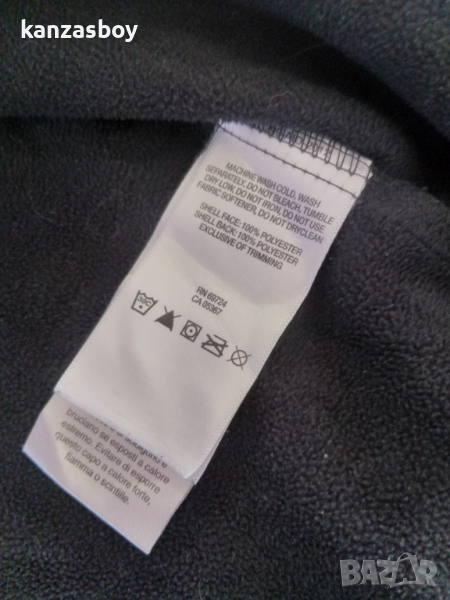 kanzasboy
MACHINE WASH COLD, WASH
SEPARATELY, DO NOT BLEACH, TUMBLE
DRY LOW, DO NOT IRON, DO NOT USE
FABRIC SOFTENER, DO NOT DRYCLEAN
SHELL FACE: 100% POLYESTER
SHELL BACK: 100% POLYESTER
EXCLUSIVE OF TRIMMING
RN 69724
CA 05367
bruciano se esposti a calore
estremo. Evitare di esporre
questo capo a calore forte,
fiamma o scintille.
BAZAR